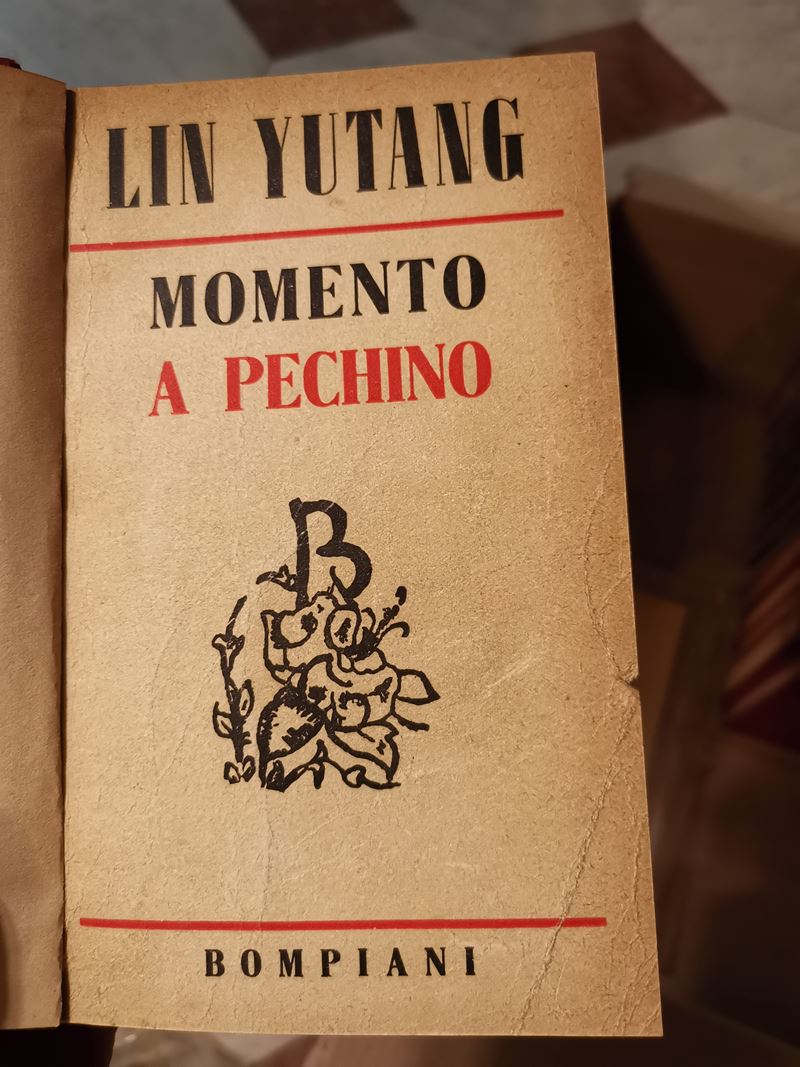 LIN YUTANG
MOMENTO
A PECHINO
B
BOMPIANI